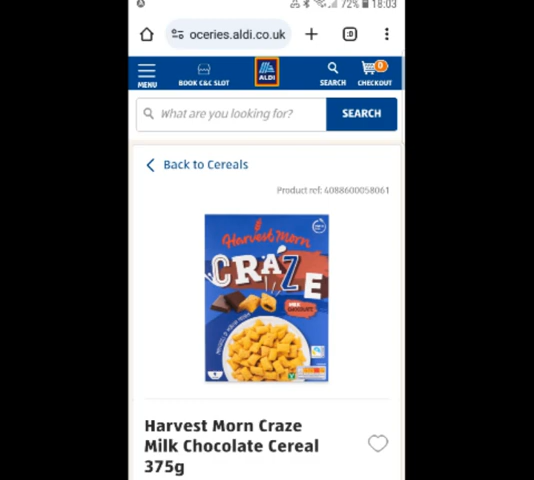 72% 18:03
oceries.aldi.co.uk
:D
MENU
BOOK C&C SLOT
ALDI
SEARCH
0
CHECKOUT
What are you looking for?
SEARCH
Back to Cereals
Product ref: 4088600058061
Harvest Morn
CRAZE
MILK
CHOCOLATE
Harvest Morn Craze
Milk Chocolate Cereal
375g